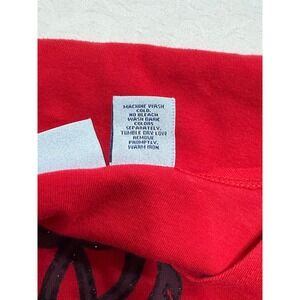 MACHINE WASH
COLD.
NO BLEACH
WASH DARK
COLORS
SEPARATELY.
TUMBLE DRY LOW
REMOVE
PROMPTLY.
WARM IRON